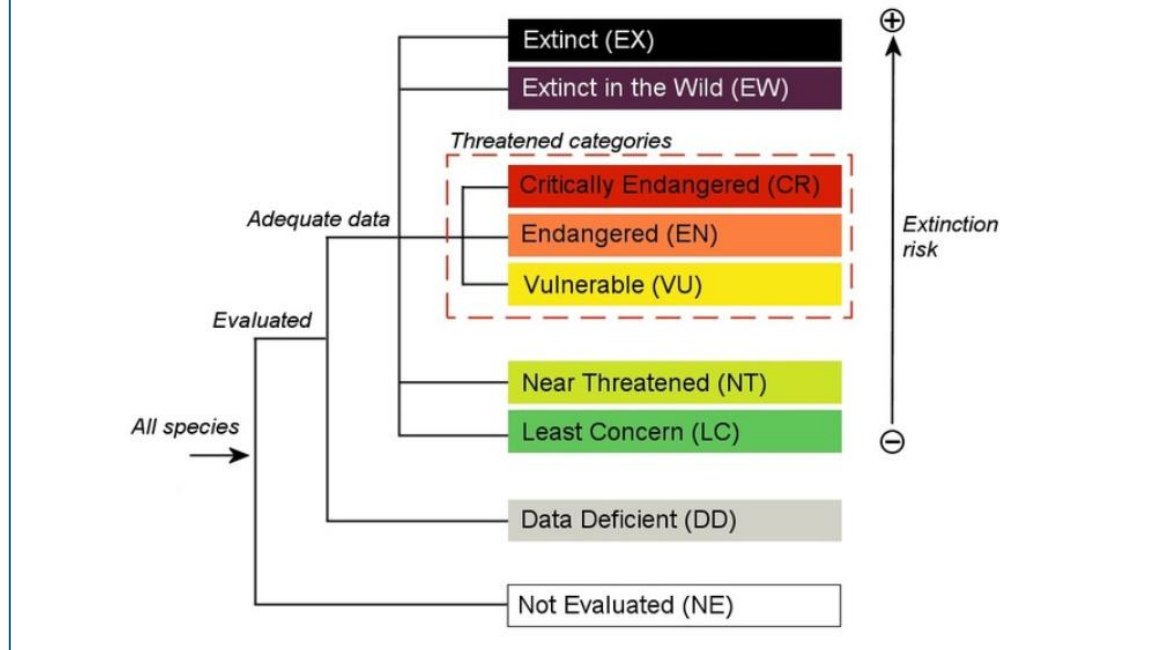 Extinct (EX)
Extinct in the Wild (EW)
Threatened categories
Critically Endangered (CR)
Adequate data
Endangered (EN)
Extinction
risk
Vulnerable (VU)
Evaluated
Near Threatened (NT)
All species
Least Concern (LC)
Data Deficient (DD)
Not Evaluated (NE)